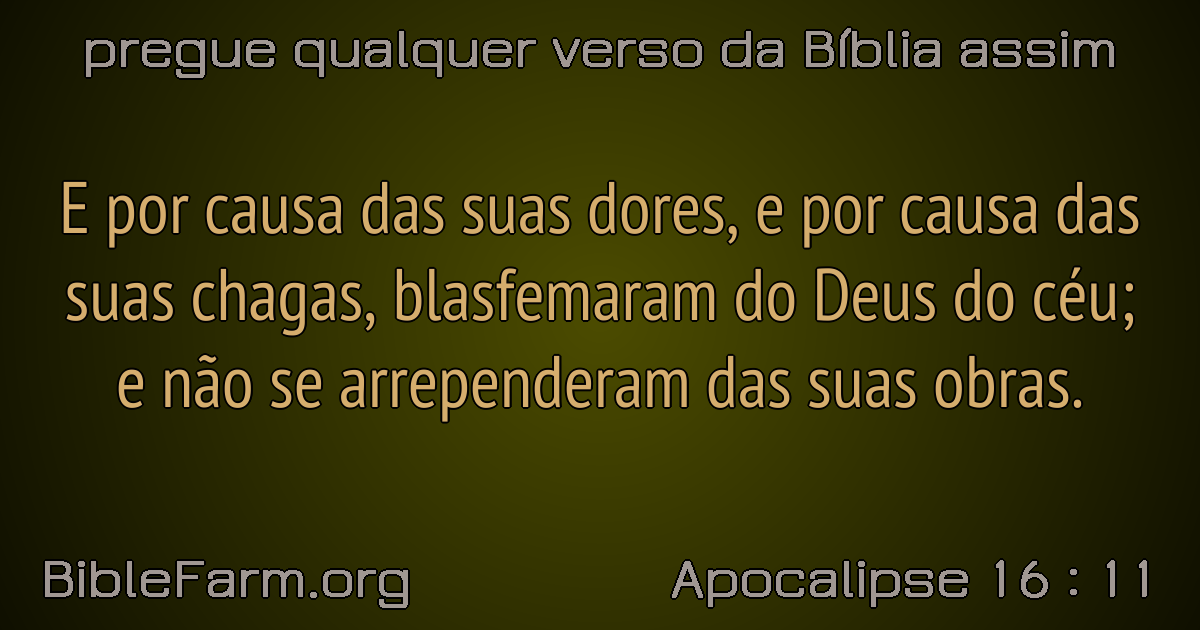 pregue qualquer verso da Bíblia assim
E por causa das suas dores, e por causa das
suas chagas, blasfemaram do Deus do céu;
e não se arrependeram das suas obras.
BibleFarm.org
Apocalipse 16 : 11